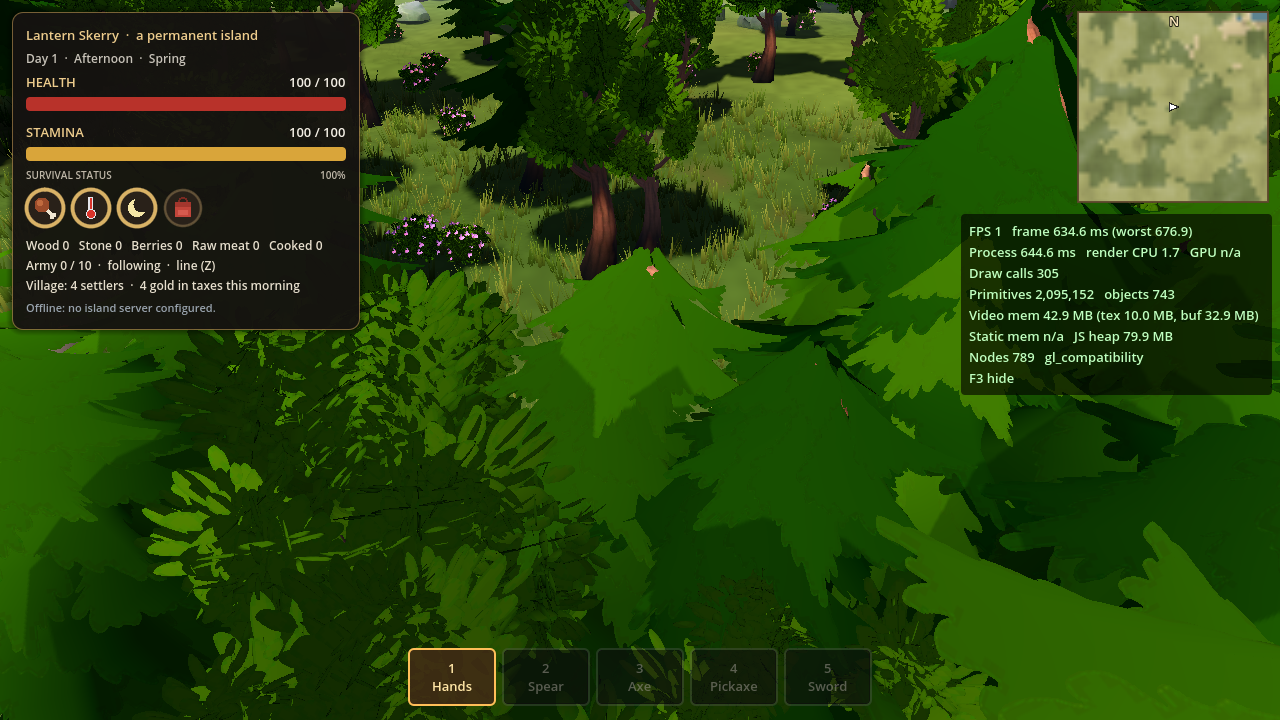 Lantern Skerry · a permanent island
Day 1 · Afternoon · Spring
HEALTH 100 / 100
STAMINA 100 / 100
SURVIVAL STATUS 100%
Wood 0 Stone 0 Berries 0 Raw meat 0 Cooked 0
Army 0 / 10 · following · line (Z)
Village: 4 settlers · 4 gold in taxes this morning
Offline: no island server configured.
N
FPS 1 frame 634.6 ms (worst 676.9)
Process 644.6 ms render CPU 1.7 GPU n/a
Draw calls 305
Primitives 2,095,152 objects 743
Video mem 42.9 MB (tex 10.0 MB, buf 32.9 MB)
Static mem n/a JS heap 79.9 MB
Nodes 789 gl_compatibility
F3 hide
1 2 3 4 5
Hands Spear Axe Pickaxe Sword